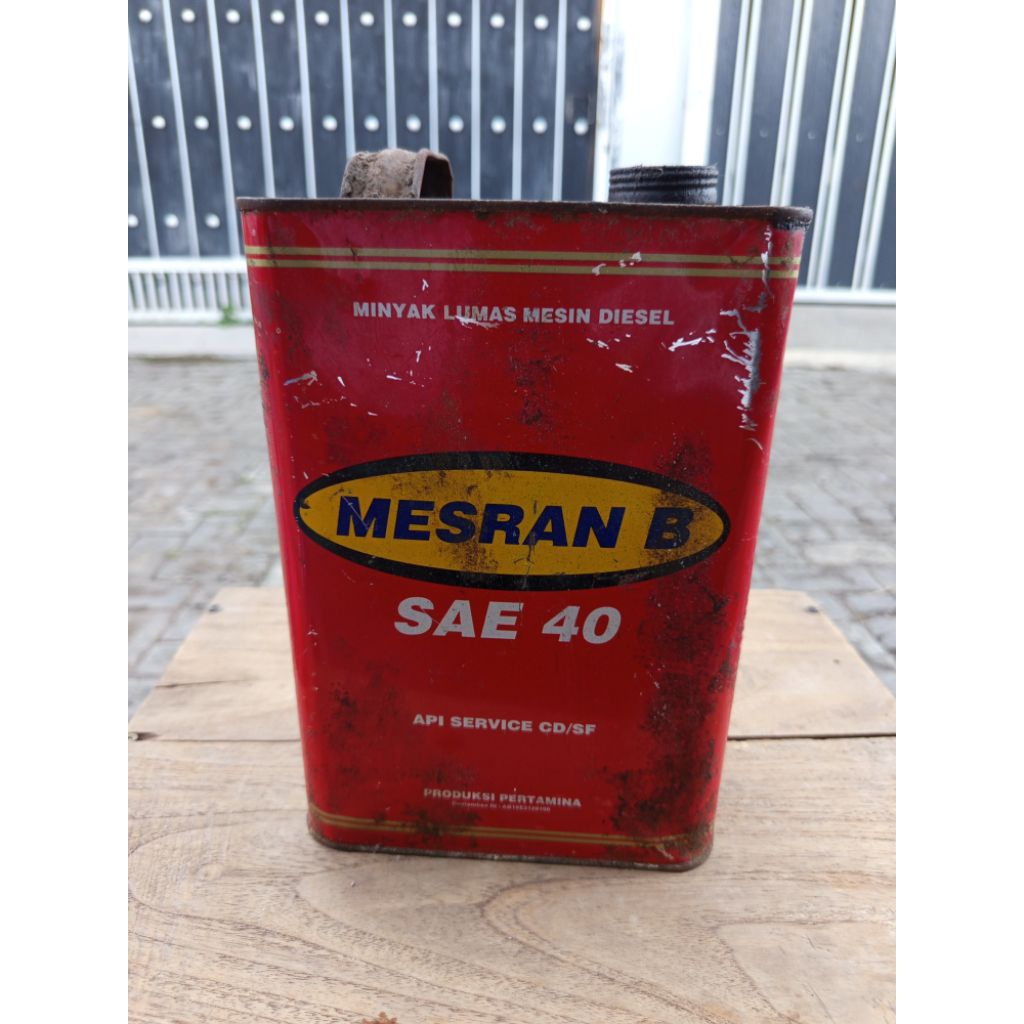 MINYAK LUMAS MESIN DIESEL
MESRAN B
SAE 40
API SERVICE CD/SF
PRODUKSI PERTAMINA